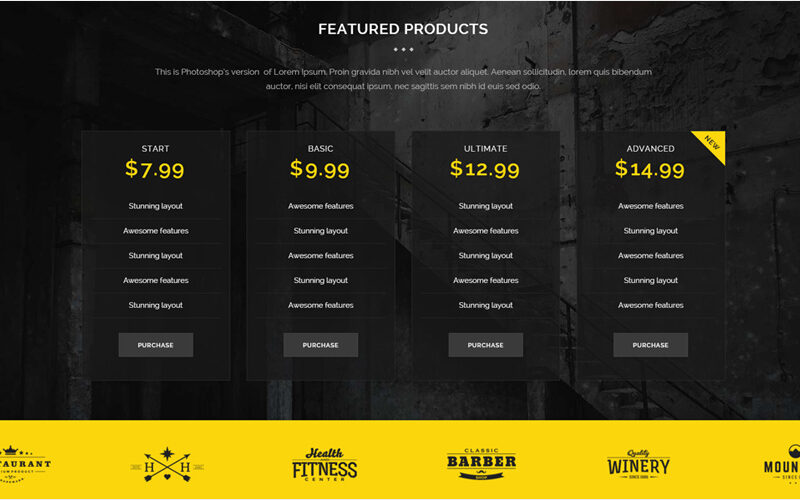 FEATURED PRODUCTS
This Is Photoshop's version of Lorem Ipsum. Proin gravida nibh vel velit auctor aliquet. Aenean sollicitudin, lorem quis bibendum
auctor, nisi elit consequat ipsum, nec sagittis sem nibh id euis sed odio.
START
$7.99
Stunning layout
Awesome features
Stunning layout
Awesome features
Stunning layout
PURCHASE
BASIC
$9.99
Awesome features
Stunning layout
Awesome features
Stunning layout
Awesome features
PURCHASE
ULTIMATE
$12.99
Stunning layout
Awesome features
Stunning layout
Awesome features
Stunning layout
PURCHASE
NEW
ADVANCED
$14.99
Awesome features
Stunning layout
Awesome features
Stunning layout
Awesome features
PURCHASE
TAURANT
H H
Health
AND
FITNESS
CENTER
CLASSIC
BARBER
SHOP
Quality
WINERY
MOUN